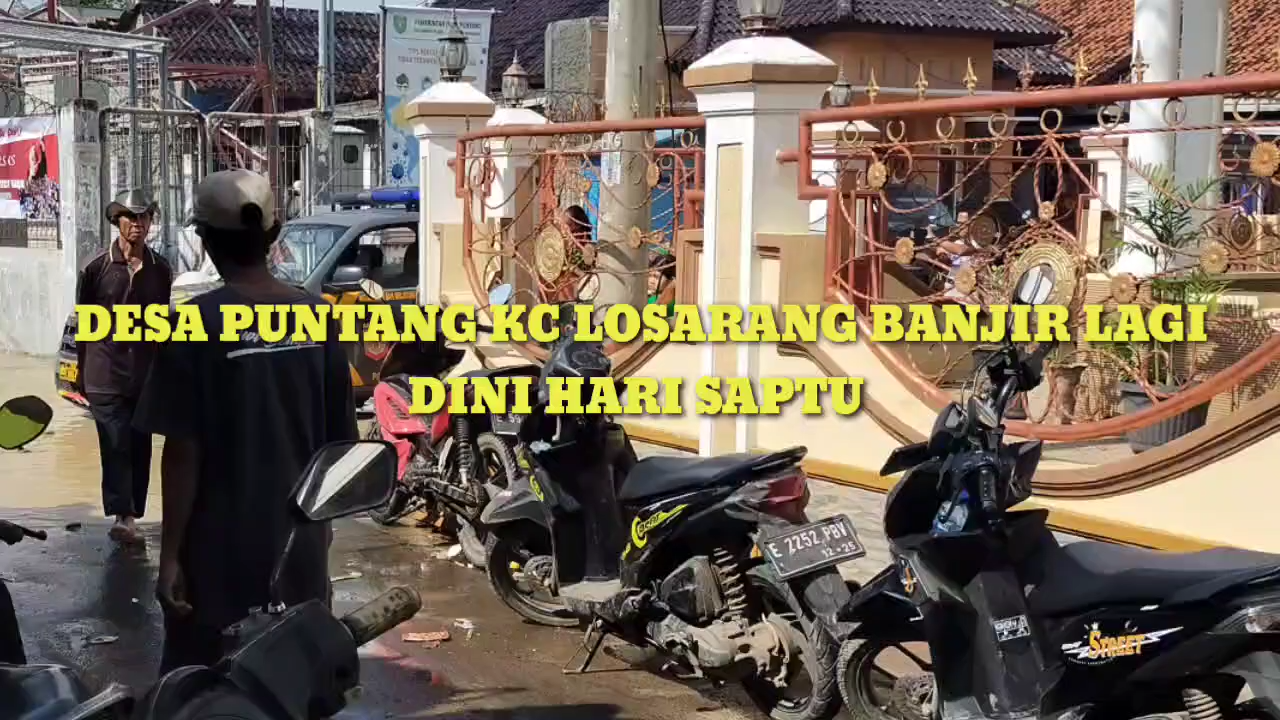 DESA PUNTANG KC LOSARANG BANJIR LAGI
DINI HARI SAPTU
E 2252 PBV
12-25
STREET